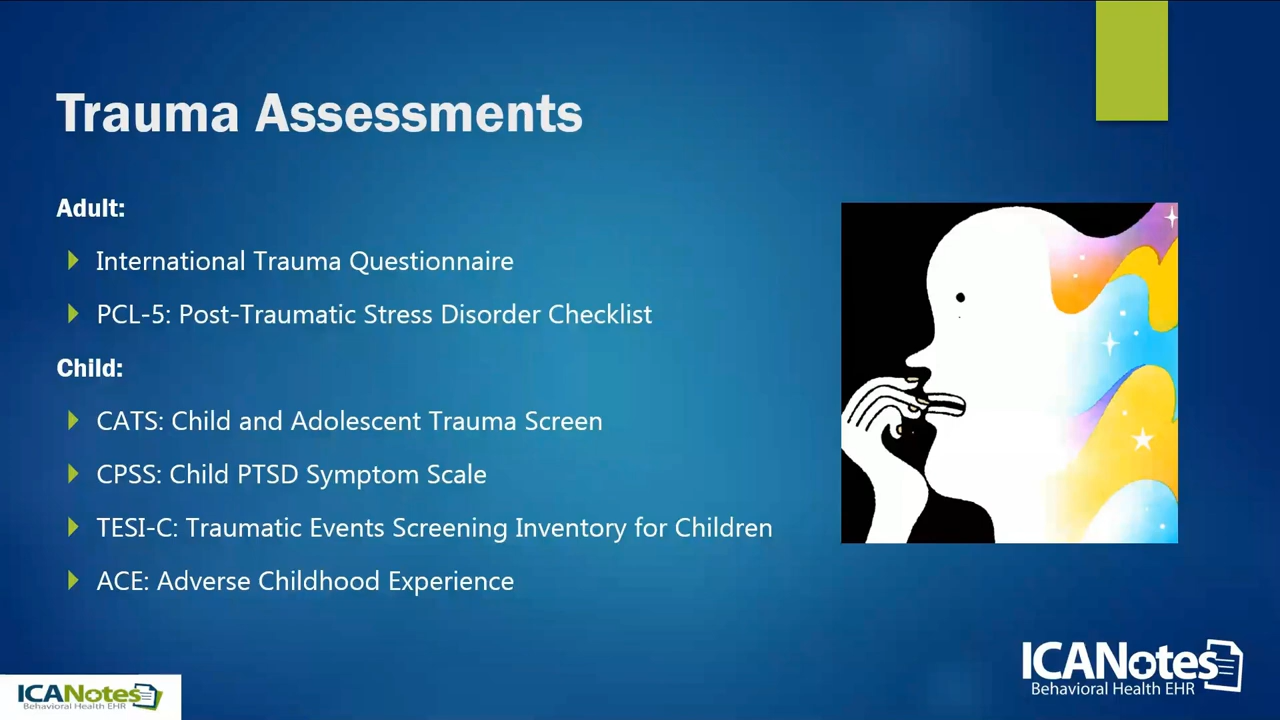 Trauma Assessments
Adult:
International Trauma Questionnaire
PCL-5: Post-Traumatic Stress Disorder Checklist
Child:
CATS: Child and Adolescent Trauma Screen
CPSS: Child PTSD Symptom Scale
TESI-C: Traumatic Events Screening Inventory for Children
ACE: Adverse Childhood Experience
ICANotes
Behavioral Health EHR
ICANotes
Behavioral Health EHR